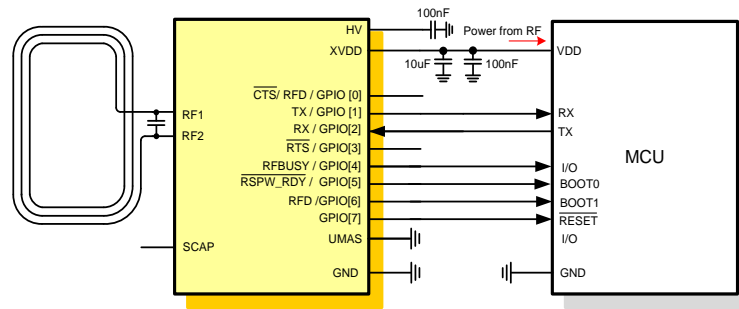 100nF
HV
Power from RF
XVDD
VDD
10uF
100nF
CTS/ RFD / GPIO [0]
RF1
TX / GPIO [1]
RX
RX / GPIO[2]
TX
RF2
RTS / GPIO[3]
MCU
RFBUSY / GPIO[4]
I/O
RSPW_RDY / GPIO[5]
BOOT0
RFD /GPIO[6]
BOOT1
GPIO[7]
RESET
UMAS
I/O
SCAP
GND
GND